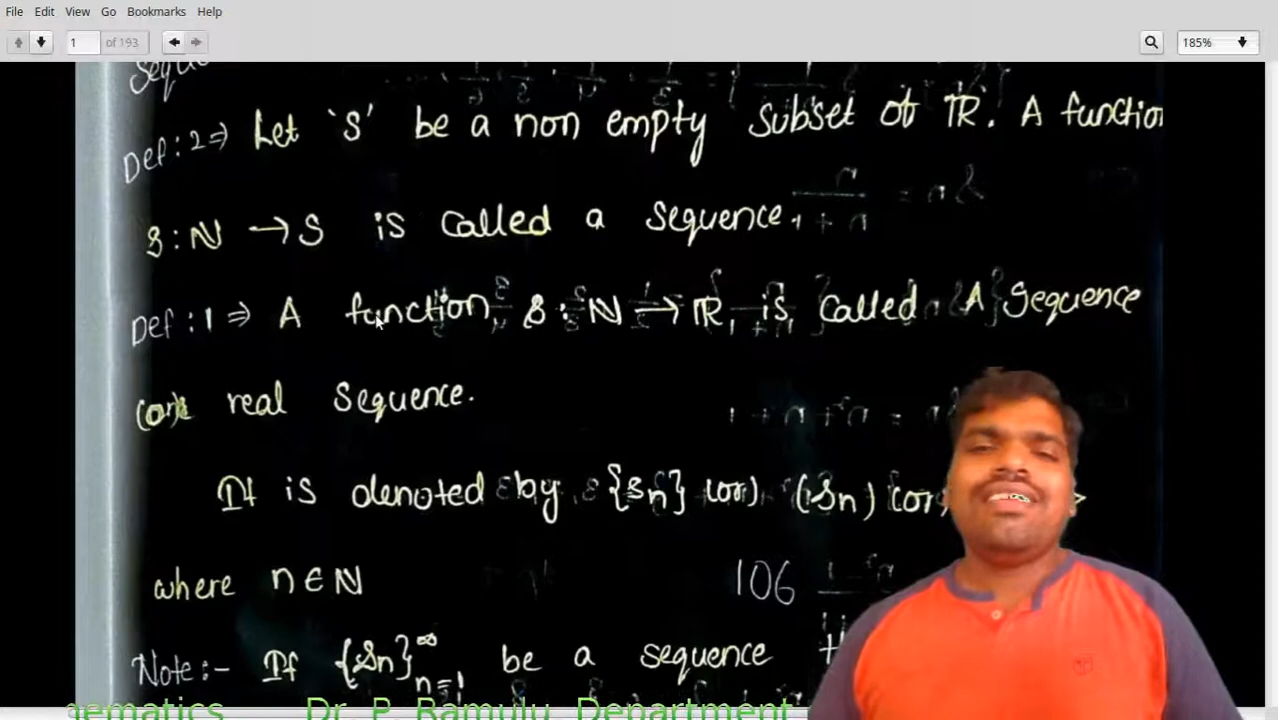 File Edit View Go Bookmarks Help
1 of 193 185%
Def:2⇒ Let 'S' be a non empty subset of ℝ. A function
s:ℕ→S is called a sequence.
Def:1⇒ A function s:ℕ→ℝ is called A Sequence
(or) real sequence.
It is denoted by {sn} (or) (sn) (or)
where n∈ℕ
106
Note:- If {sn}∞n=1 be a sequence
ematics Dr. P. Ramulu, Department